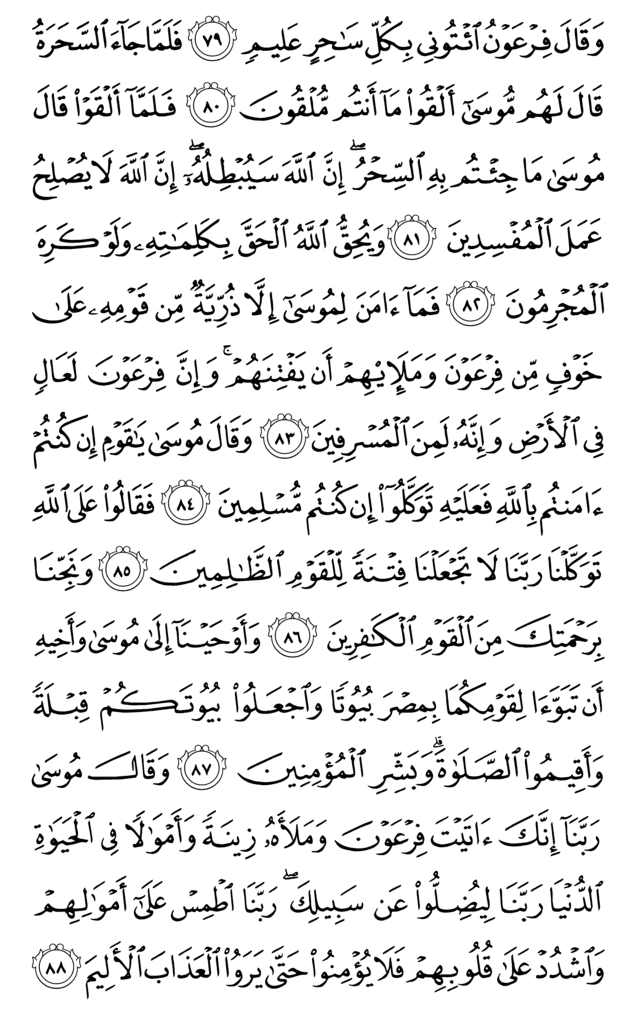 وَقَالَ فِرْعَوْنُ ٱئْتُونِي بِكُلِّ سَٰحِرٍ عَلِيمٍ ٧٩ فَلَمَّا جَآءَ ٱلسَّحَرَةُ
قَالَ لَهُم مُّوسَىٰٓ أَلْقُوا۟ مَآ أَنتُم مُّلْقُونَ ٨٠ فَلَمَّآ أَلْقَوْا۟ قَالَ
مُوسَىٰ مَا جِئْتُم بِهِ ٱلسِّحْرُۖ إِنَّ ٱللَّهَ سَيُبْطِلُهُۥٓۖ إِنَّ ٱللَّهَ لَا يُصْلِحُ
عَمَلَ ٱلْمُفْسِدِينَ ٨١ وَيُحِقُّ ٱللَّهُ ٱلْحَقَّ بِكَلِمَٰتِهِۦ وَلَوْ كَرِهَ
ٱلْمُجْرِمُونَ ٨٢ فَمَآ ءَامَنَ لِمُوسَىٰٓ إِلَّا ذُرِّيَّةٌ مِّن قَوْمِهِۦ عَلَىٰ
خَوْفٍ مِّن فِرْعَوْنَ وَمَلَإِي۟هِمْ أَن يَفْتِنَهُمْۚ وَإِنَّ فِرْعَوْنَ لَعَالٍ
فِي ٱلْأَرْضِ وَإِنَّهُۥ لَمِنَ ٱلْمُسْرِفِينَ ٨٣ وَقَالَ مُوسَىٰ يَٰقَوْمِ إِن كُنتُمْ
ءَامَنتُم بِٱللَّهِ فَعَلَيْهِ تَوَكَّلُوٓا۟ إِن كُنتُم مُّسْلِمِينَ ٨٤ فَقَالُوا۟ عَلَى ٱللَّهِ
تَوَكَّلْنَا رَبَّنَا لَا تَجْعَلْنَا فِتْنَةً لِّلْقَوْمِ ٱلظَّٰلِمِينَ ٨٥ وَنَجِّنَا
بِرَحْمَتِكَ مِنَ ٱلْقَوْمِ ٱلْكَٰفِرِينَ ٨٦ وَأَوْحَيْنَآ إِلَىٰ مُوسَىٰ وَأَخِيهِ
أَن تَبَوَّءَا لِقَوْمِكُمَا بِمِصْرَ بُيُوتًا وَٱجْعَلُوا۟ بُيُوتَكُمْ قِبْلَةً
وَأَقِيمُوا۟ ٱلصَّلَوٰةَۗ وَبَشِّرِ ٱلْمُؤْمِنِينَ ٨٧ وَقَالَ مُوسَىٰ
رَبَّنَآ إِنَّكَ ءَاتَيْتَ فِرْعَوْنَ وَمَلَأَهُۥ زِينَةً وَأَمْوَٰلًا فِي ٱلْحَيَوٰةِ
ٱلدُّنْيَا رَبَّنَا لِيُضِلُّوا۟ عَن سَبِيلِكَۖ رَبَّنَا ٱطْمِسْ عَلَىٰٓ أَمْوَٰلِهِمْ
وَٱشْدُدْ عَلَىٰ قُلُوبِهِمْ فَلَا يُؤْمِنُوا۟ حَتَّىٰ يَرَوُا۟ ٱلْعَذَابَ ٱلْأَلِيمَ ٨٨